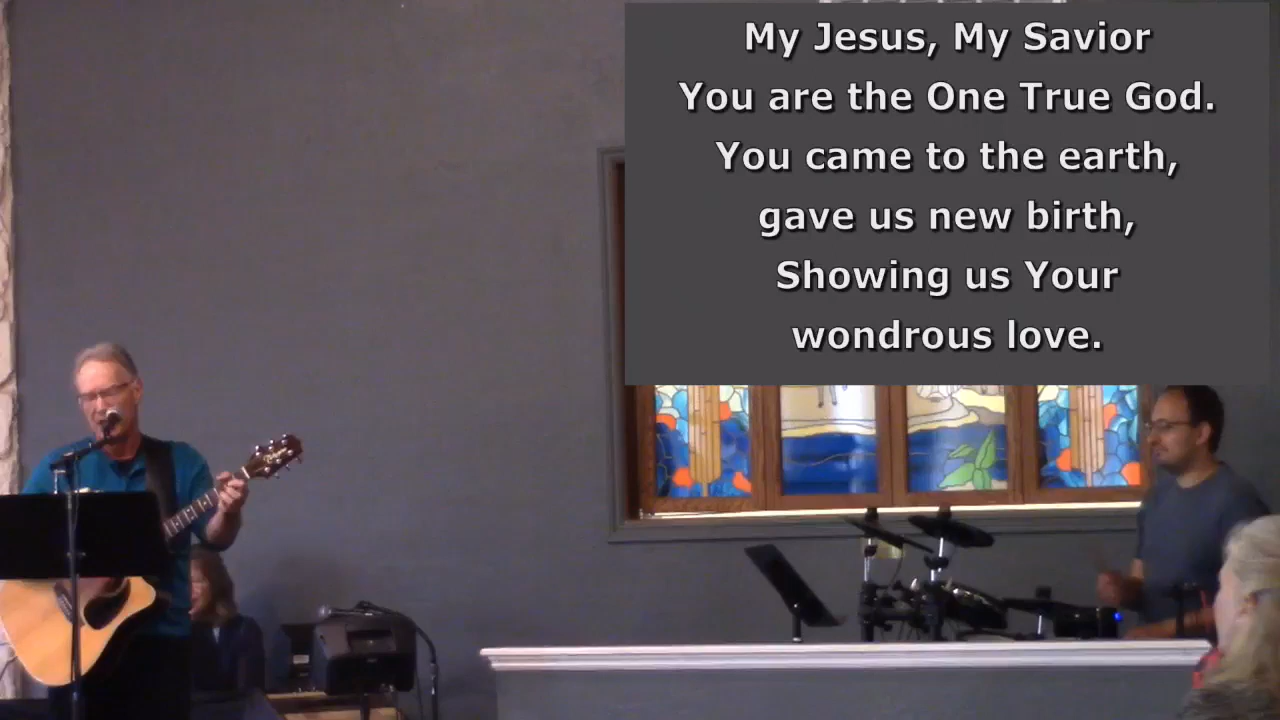 My Jesus, My Savior
You are the One True God.
You came to the earth,
gave us new birth,
Showing us Your
wondrous love.